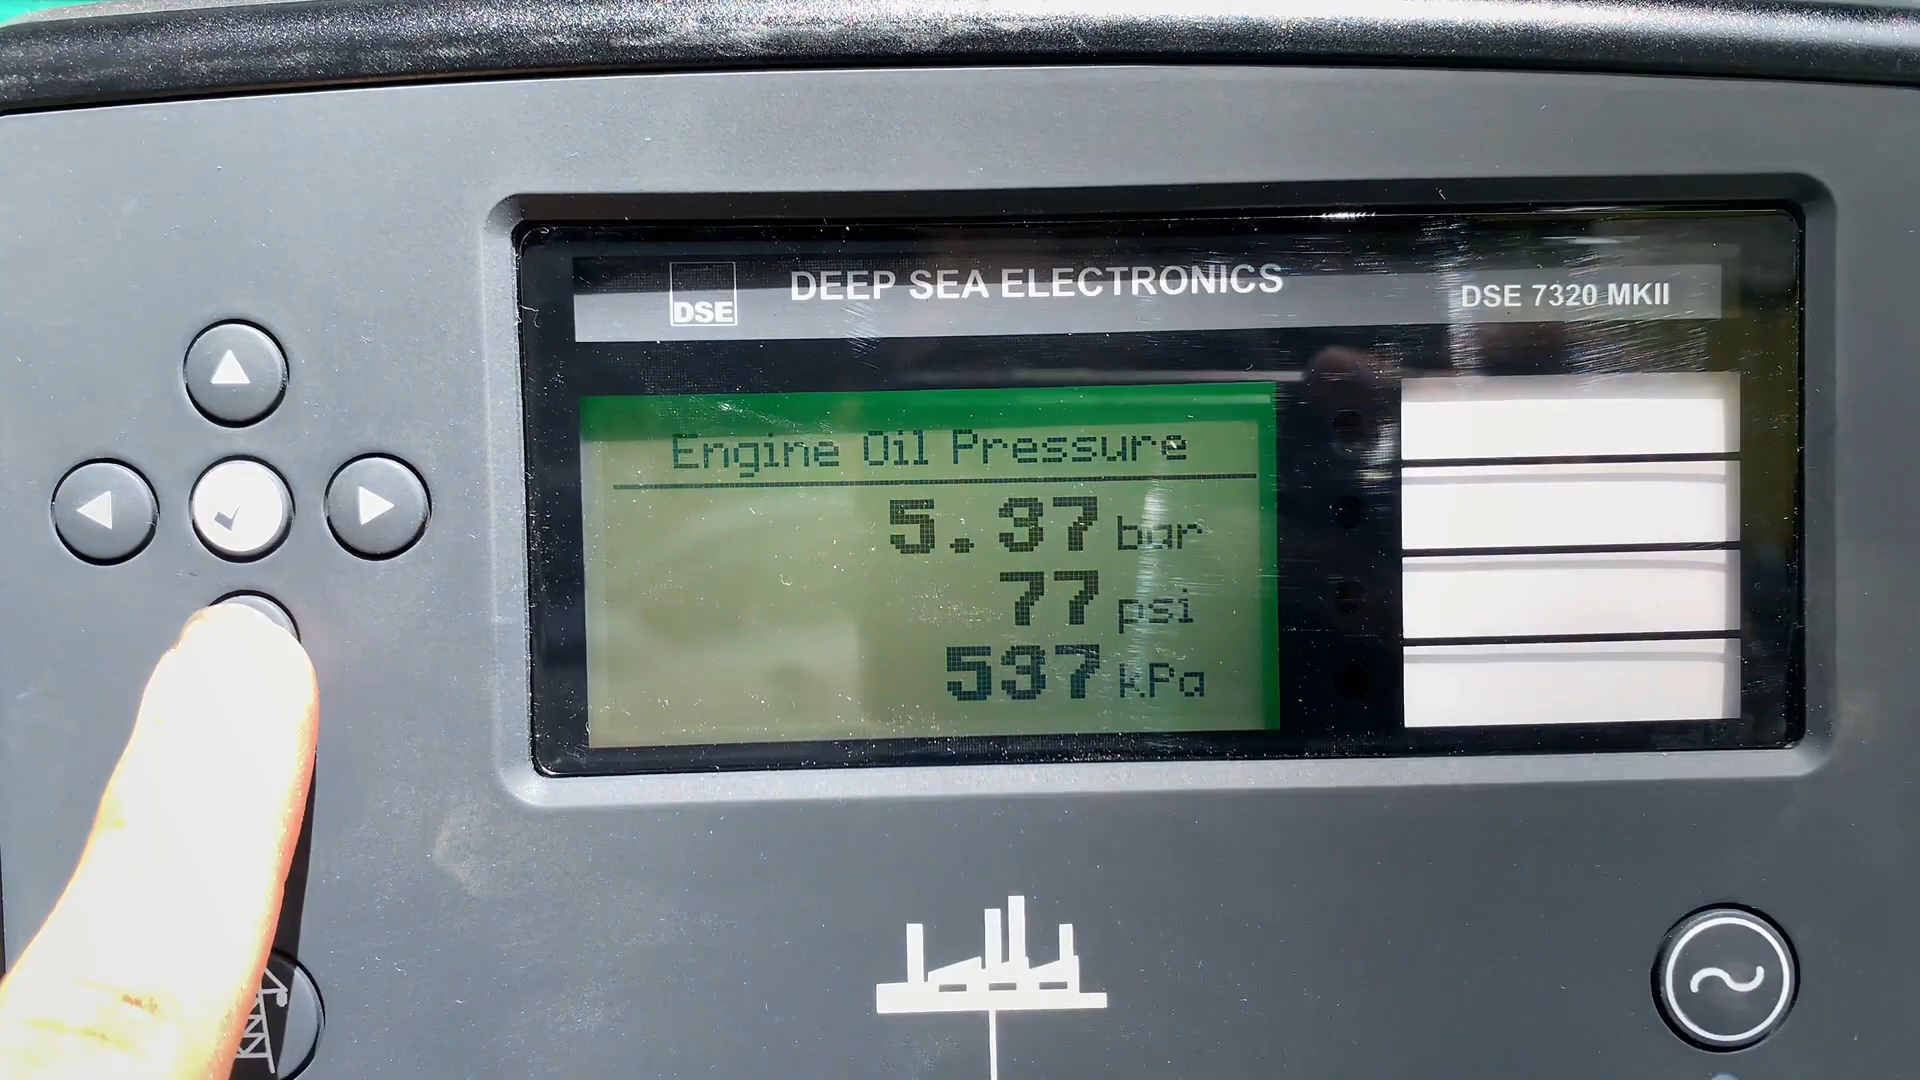 DSE
DEEP SEA ELECTRONICS
DSE 7320 MKII
Engine Oil Pressure
5.37 bar
77 psi
537 kPa